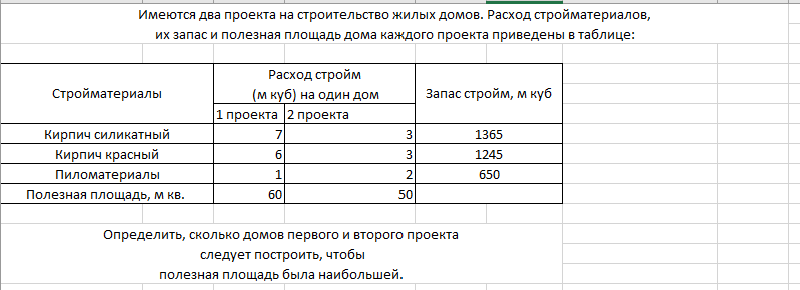 Имеются два проекта на строительство жилых домов. Расход стройматериалов,
их запас и полезная площадь дома каждого проекта приведены в таблице:
Стройматериалы
Расход стройм
(м куб) на один дом
Запас стройм, м куб
1 проекта 2 проекта
Кирпич силикатный 7 3 1365
Кирпич красный 6 3 1245
Пиломатериалы 1 2 650
Полезная площадь, м кв. 60 50
Определить, сколько домов первого и второго проекта
следует построить, чтобы
полезная площадь была наибольшей.